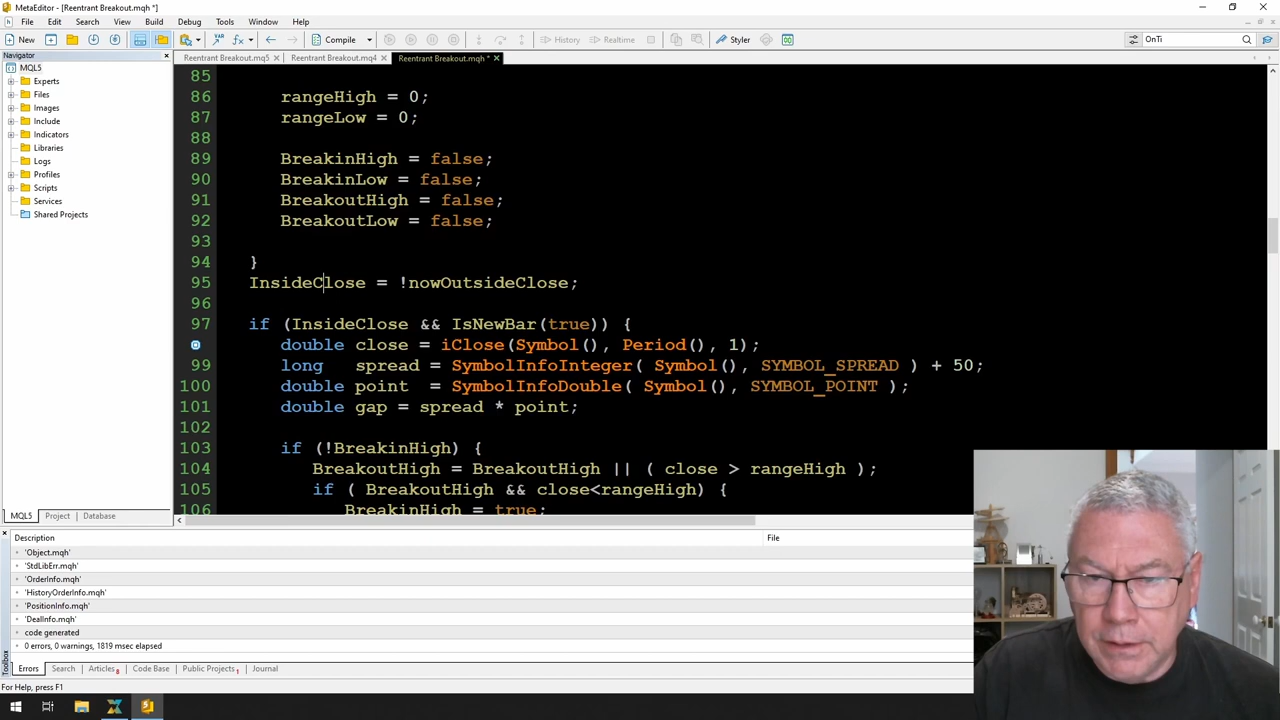 MetaEditor - [Reentrant Breakout.mqh *]
File Edit Search View Build Debug Tools Window Help
New Compile History Realtime Styler OnTi
Navigator
Reentrant Breakout.mq5 Reentrant Breakout.mq4 Reentrant Breakout.mqh *
MQL5
Experts
Files
Images
Include
Indicators
Libraries
Logs
Profiles
Scripts
Services
Shared Projects
85
86 rangeHigh = 0;
87 rangeLow = 0;
88
89 BreakinHigh = false;
90 BreakinLow = false;
91 BreakoutHigh = false;
92 BreakoutLow = false;
93
94 }
95 InsideClose = !nowOutsideClose;
96
97 if (InsideClose && IsNewBar(true)) {
double close = iClose(Symbol(), Period(), 1);
99 long spread = SymbolInfoInteger( Symbol(), SYMBOL_SPREAD ) + 50;
100 double point = SymbolInfoDouble( Symbol(), SYMBOL_POINT );
101 double gap = spread * point;
102
103 if (!BreakinHigh) {
104 BreakoutHigh = BreakoutHigh || ( close > rangeHigh );
105 if ( BreakoutHigh && close<rangeHigh) {
106 BreakinHigh = true;
MQL5 Project Database
Description File
'Object.mqh'
'StdLibErr.mqh'
'OrderInfo.mqh'
'HistoryOrderInfo.mqh'
'PositionInfo.mqh'
'DealInfo.mqh'
code generated
0 errors, 0 warnings, 1819 msec elapsed
Toolbox
Errors Search Articles 8 Code Base Public Projects 1 Journal
For Help, press F1